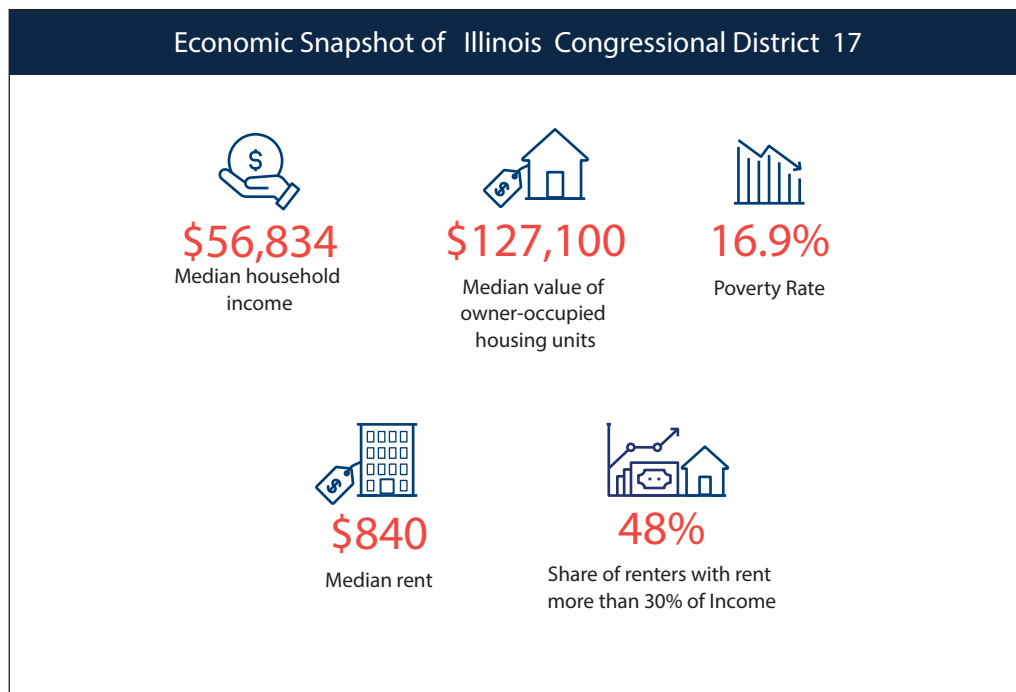 Economic Snapshot of Illinois Congressional District 17
$
$
$56,834
Median household
income
$127,100
Median value of
owner-occupied
housing units
16.9%
Poverty Rate
$
$840
Median rent
48%
Share of renters with rent
more than 30% of Income